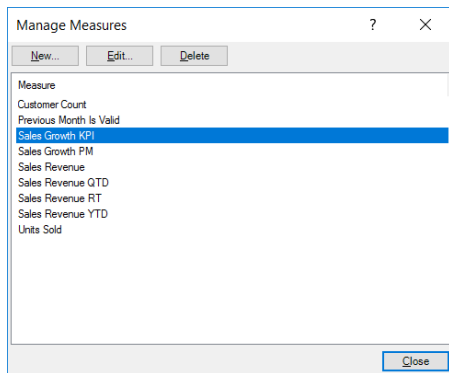 Manage Measures ?
New... Edit... Delete
Measure
Customer Count
Previous Month Is Valid
Sales Growth KPI
Sales Growth PM
Sales Revenue
Sales Revenue QTD
Sales Revenue RT
Sales Revenue YTD
Units Sold
Close